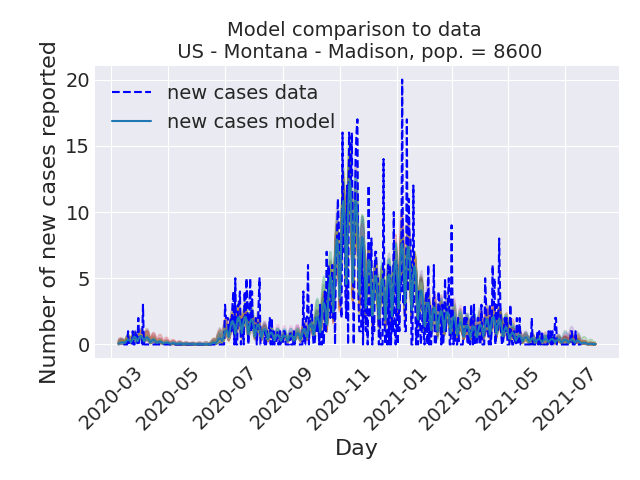 Model comparison to data
US - Montana - Madison, pop. = 8600
Number of new cases reported
20
15
10
5
0
new cases data
new cases model
2020-03
2020-05
2020-07
2020-09
2020-11
2021-01
2021-03
2021-05
2021-07
Day